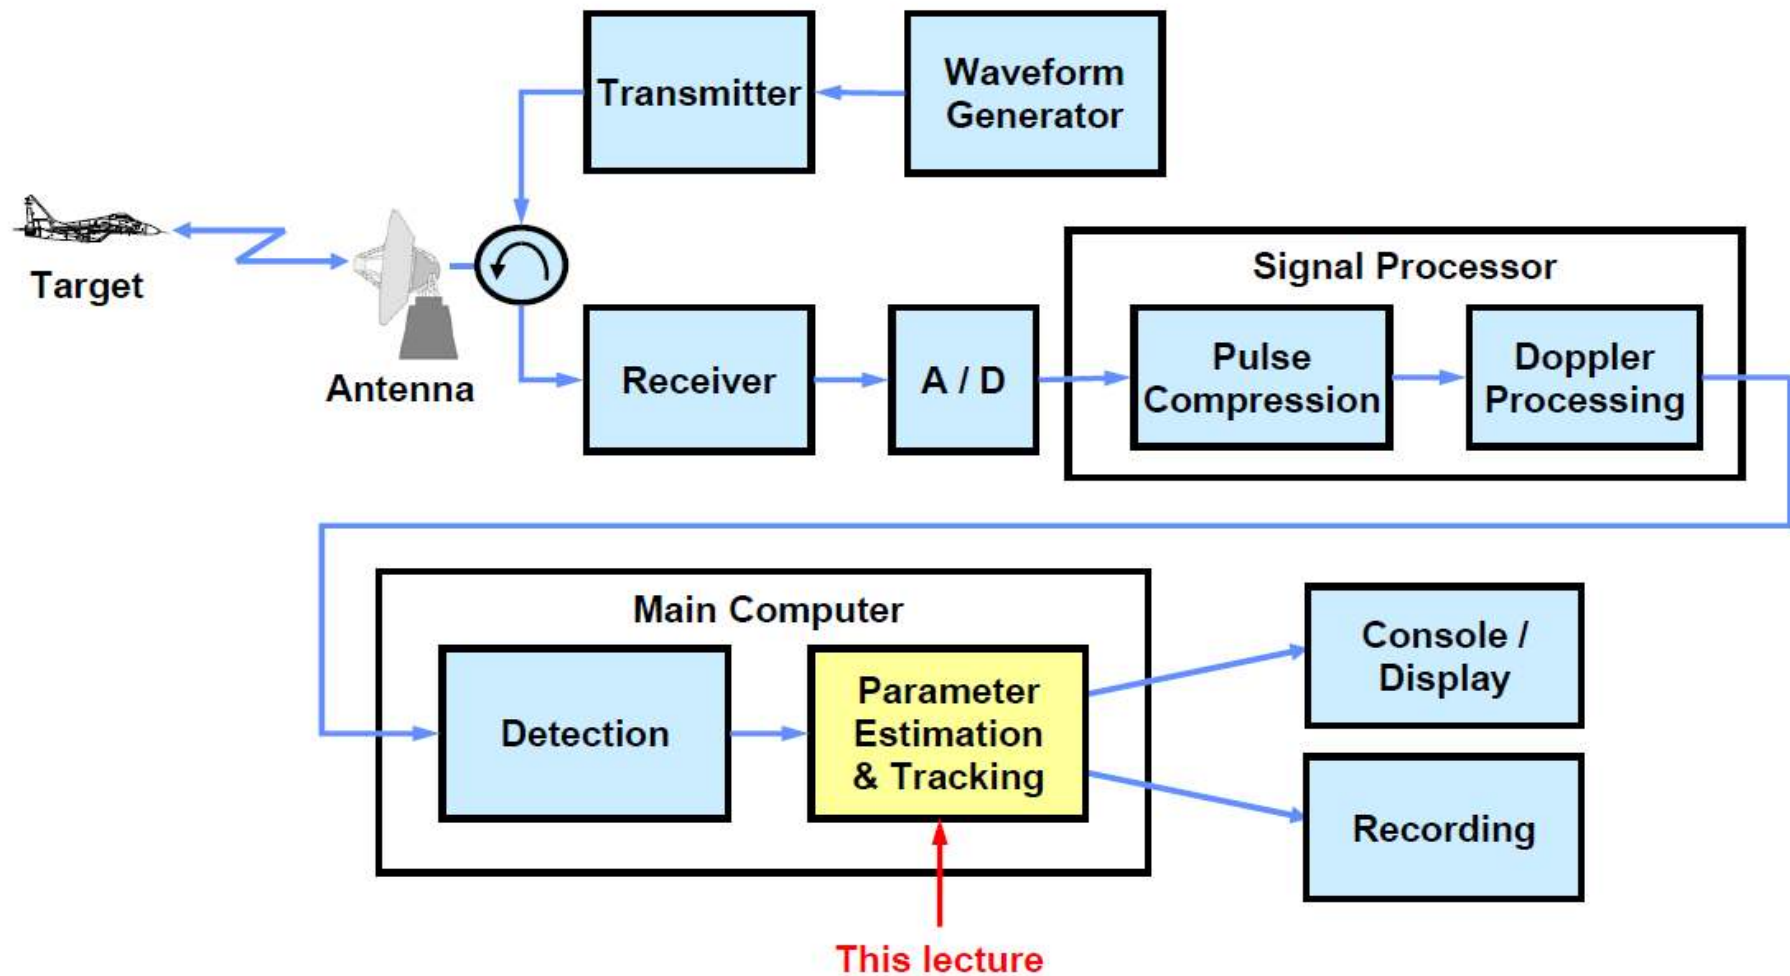 Transmitter
Waveform
Generator
Target
Antenna
Receiver
A / D
Signal Processor
Pulse
Compression
Doppler
Processing
Main Computer
Detection
Parameter
Estimation
& Tracking
Console /
Display
Recording
This lecture